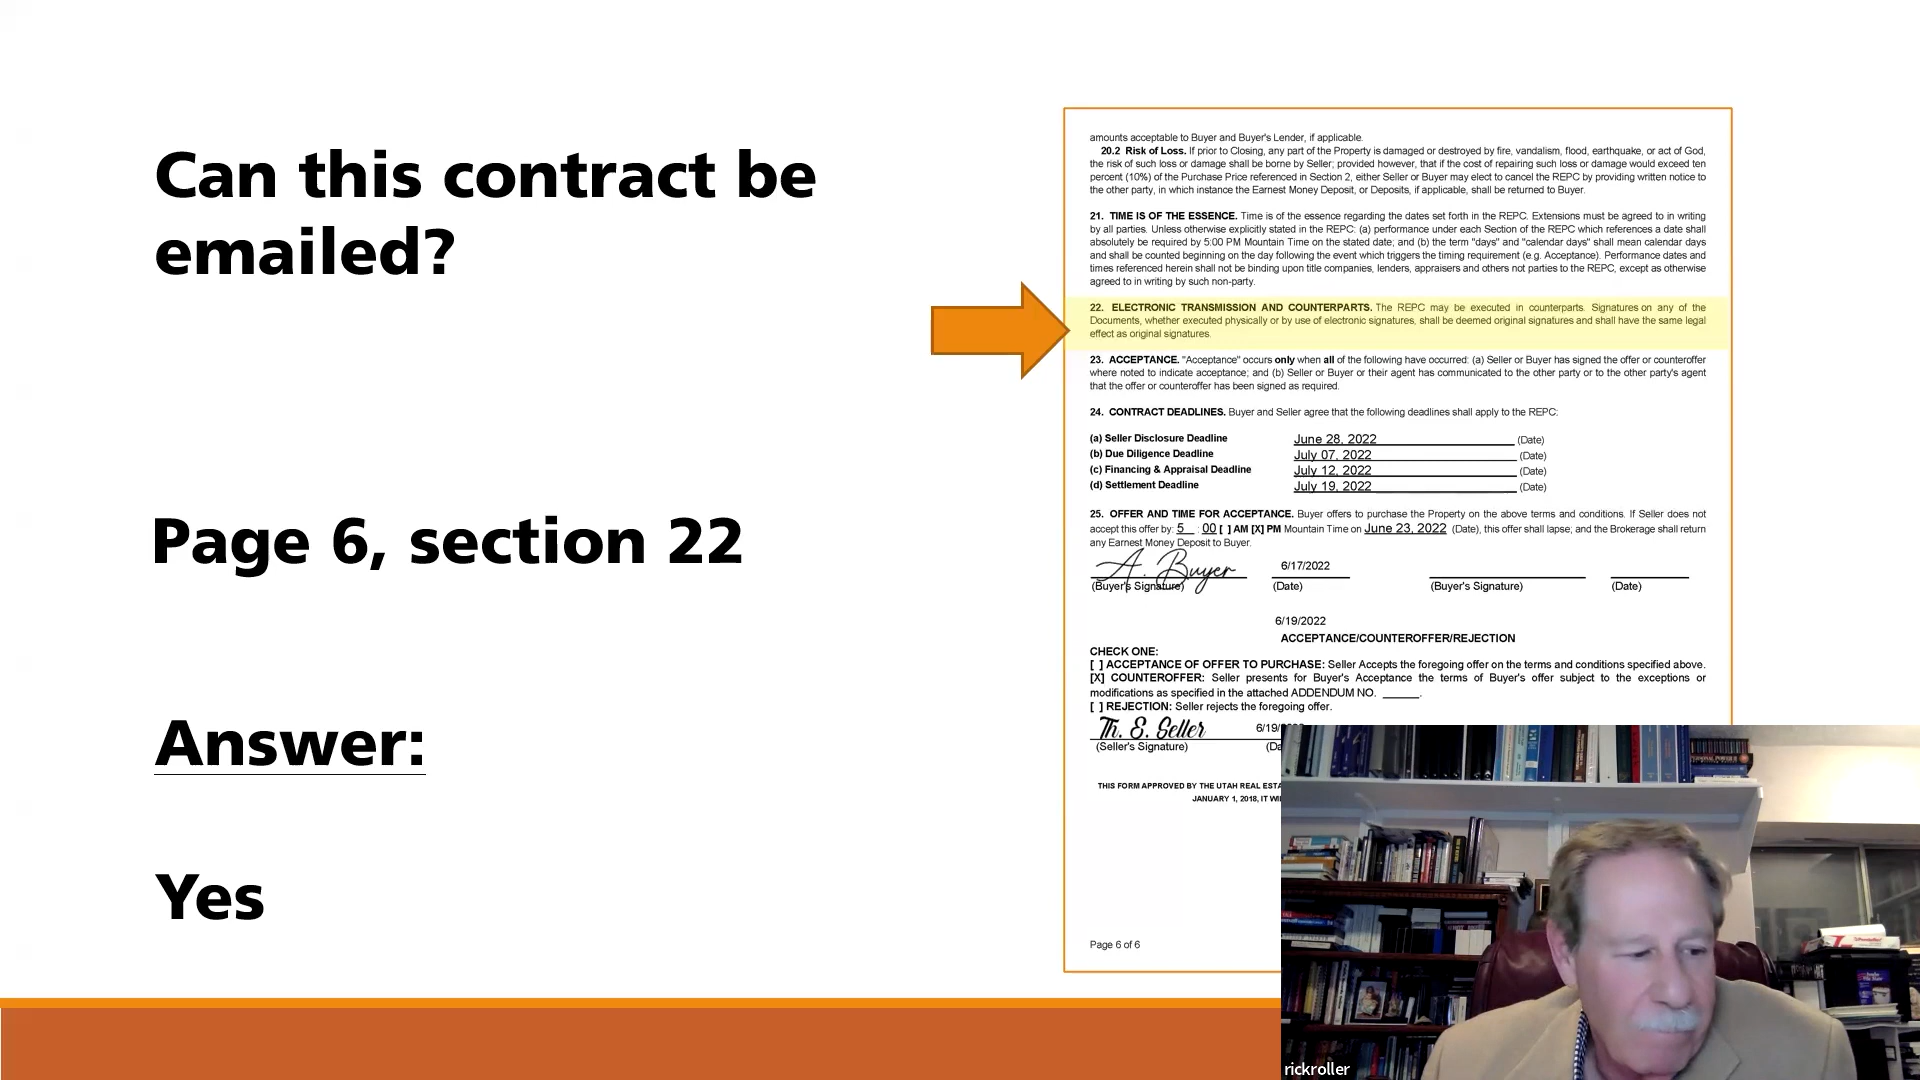 Can this contract be
emailed?
Page 6, section 22
Answer:
Yes
amounts acceptable to Buyer and Buyer's Lender, if applicable.
20.2 Risk of Loss. If prior to Closing, any part of the Property is damaged or destroyed by fire, vandalism, flood, earthquake, or act of God,
the risk of such loss or damage shall be borne by Seller; provided however, that if the cost of repairing such loss or damage would exceed ten
percent (10%) of the Purchase Price referenced in Section 2, either Seller or Buyer may elect to cancel the REPC by providing written notice to
the other party, in which instance the Earnest Money Deposit, or Deposits, if applicable, shall be returned to Buyer.
21. TIME IS OF THE ESSENCE. Time is of the essence regarding the dates set forth in the REPC. Extensions must be agreed to in writing
by all parties. Unless otherwise explicitly stated in the REPC: (a) performance under each Section of the REPC which references a date shall
absolutely be required by 5:00 PM Mountain Time on the stated date; and (b) the term "days" and "calendar days" shall mean calendar days
and shall be counted beginning on the day following the event which triggers the timing requirement (e.g. Acceptance). Performance dates and
times referenced herein shall not be binding upon title companies, lenders, appraisers and others not parties to the REPC, except as otherwise
agreed to in writing by such non-party.
22. ELECTRONIC TRANSMISSION AND COUNTERPARTS. The REPC may be executed in counterparts. Signatures on any of the
Documents, whether executed physically or by use of electronic signatures, shall be deemed original signatures and shall have the same legal
effect as original signatures.
23. ACCEPTANCE. "Acceptance" occurs only when all of the following have occurred: (a) Seller or Buyer has signed the offer or counteroffer
where noted to indicate acceptance; and (b) Seller or Buyer or their agent has communicated to the other party or to the other party's agent
that the offer or counteroffer has been signed as required.
24. CONTRACT DEADLINES. Buyer and Seller agree that the following deadlines shall apply to the REPC:
(a) Seller Disclosure Deadline June 28, 2022 (Date)
(b) Due Diligence Deadline July 07, 2022 (Date)
(c) Financing & Appraisal Deadline July 12, 2022 (Date)
(d) Settlement Deadline July 19, 2022 (Date)
25. OFFER AND TIME FOR ACCEPTANCE. Buyer offers to purchase the Property on the above terms and conditions. If Seller does not
accept this offer by: 5 : 00 [ ] AM [X] PM Mountain Time on June 23, 2022 (Date), this offer shall lapse; and the Brokerage shall return
any Earnest Money Deposit to Buyer.
A. Buyer 6/17/2022
(Buyer's Signature) (Date) (Buyer's Signature) (Date)
6/19/2022
ACCEPTANCE/COUNTEROFFER/REJECTION
CHECK ONE:
[ ] ACCEPTANCE OF OFFER TO PURCHASE: Seller Accepts the foregoing offer on the terms and conditions specified above.
[X] COUNTEROFFER: Seller presents for Buyer's Acceptance the terms of Buyer's offer subject to the exceptions or
modifications as specified in the attached ADDENDUM NO. ______.
[ ] REJECTION: Seller rejects the foregoing offer.
Th. E. Seller 6/19/
(Seller's Signature) (Da
THIS FORM APPROVED BY THE UTAH REAL ESTA
JANUARY 1, 2018, IT WI
Page 6 of 6
rickroller